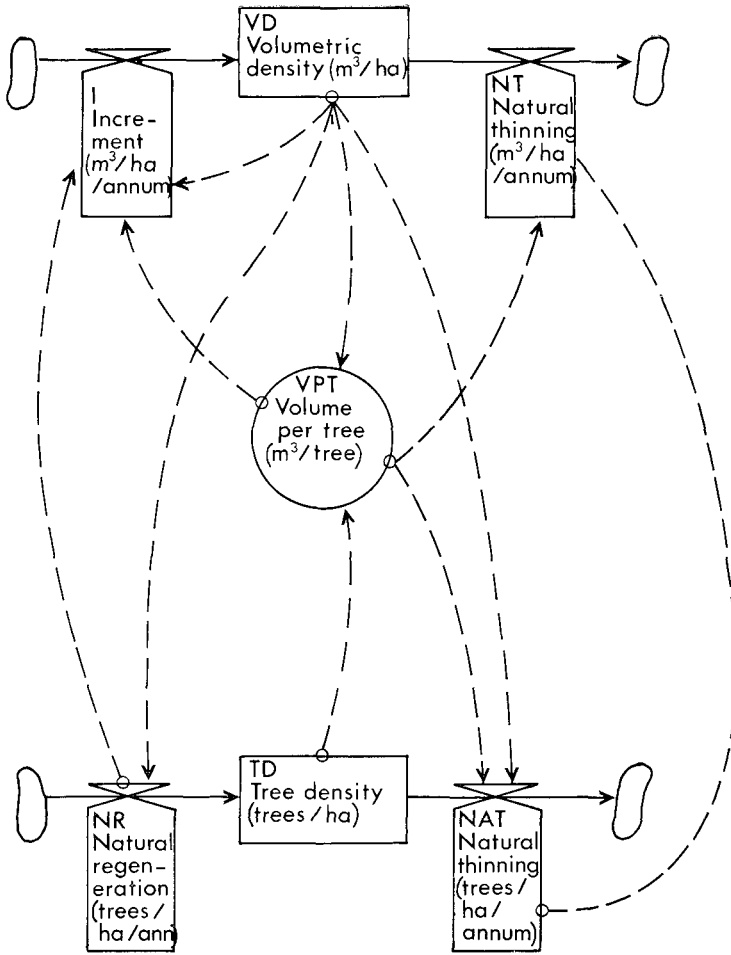 VD
Volumetric
density (m³/ha)
I
Incre-
ment
(m³/ha
/annum)
NT
Natural
thinning
(m³/ha
/annum)
VPT
Volume
per tree
(m³/tree)
TD
Tree density
(trees/ha)
NR
Natural
regen-
eration
(trees/
ha/ann)
NAT
Natural
thinning
(trees/
ha/
annum)